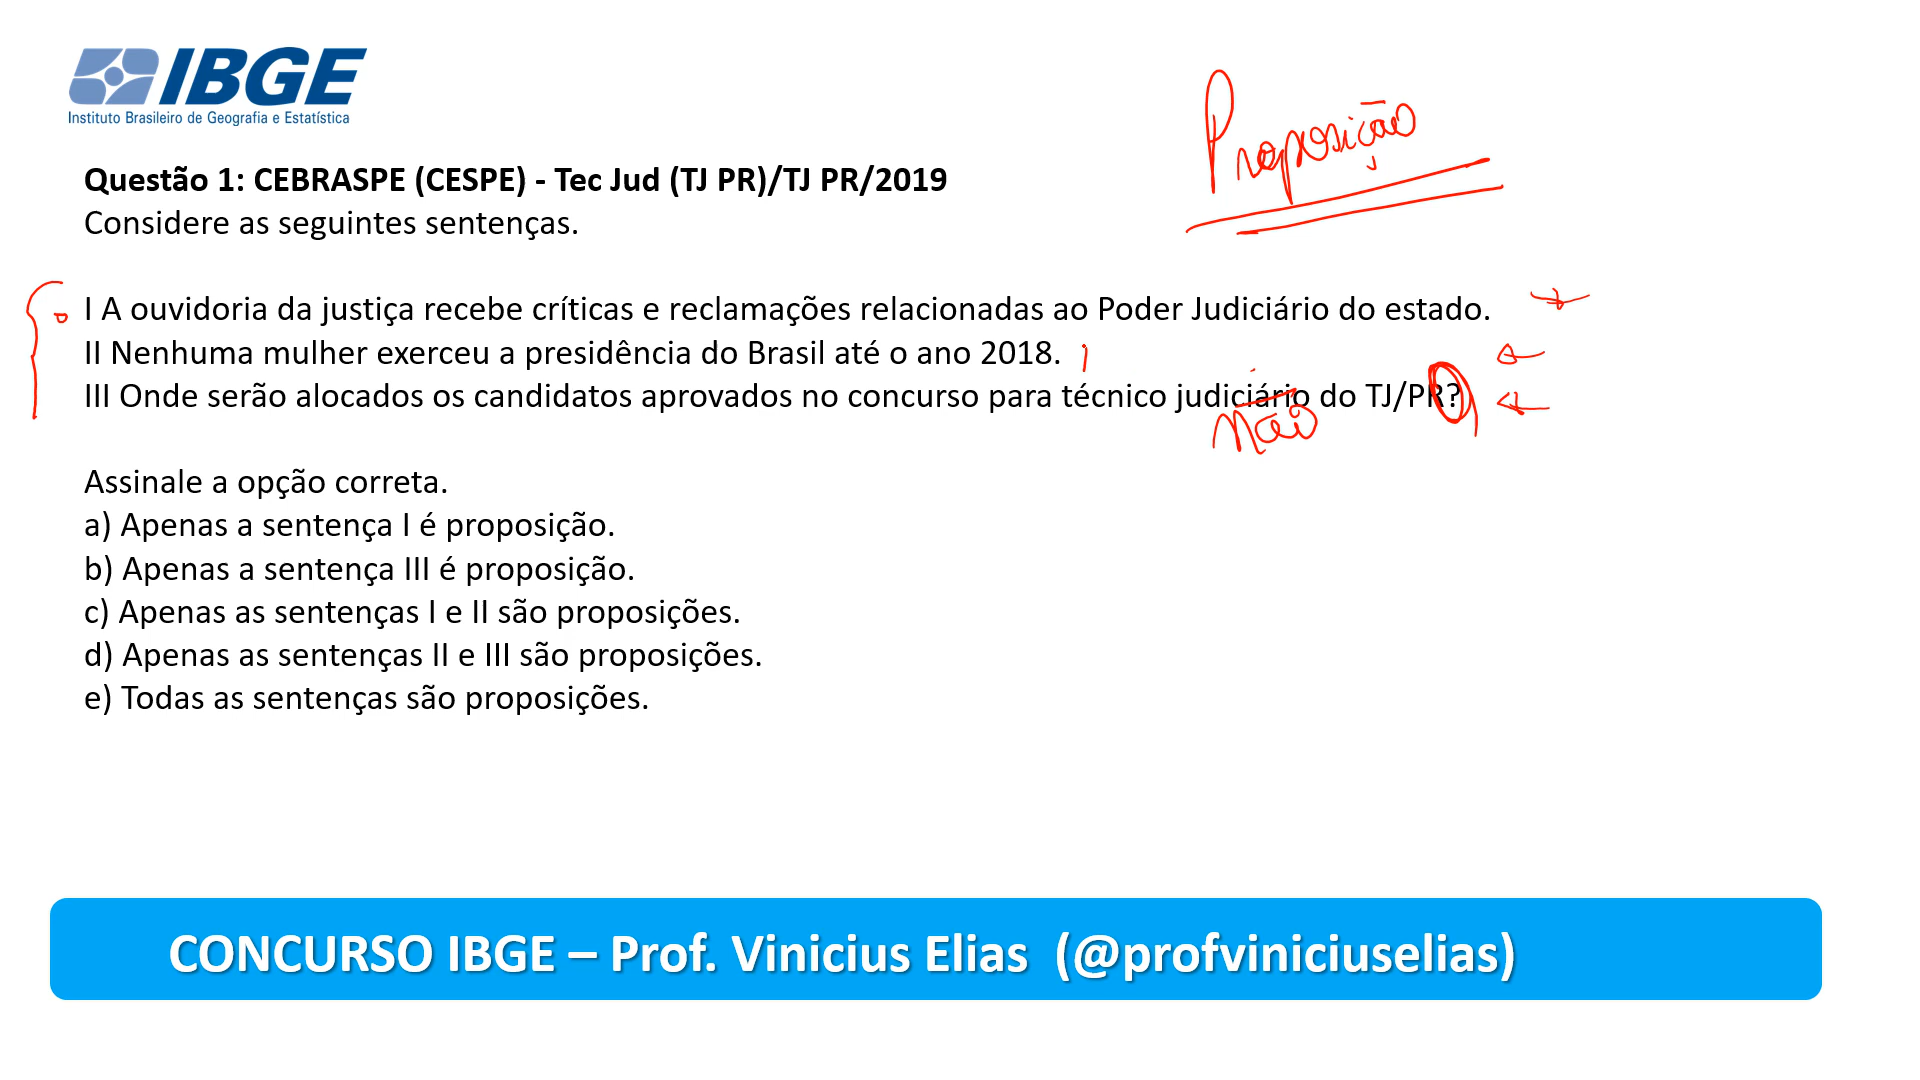 IBGE
Instituto Brasileiro de Geografia e Estatística
Proposição
Questão 1: CEBRASPE (CESPE) - Tec Jud (TJ PR)/TJ PR/2019
Considere as seguintes sentenças.
I A ouvidoria da justiça recebe críticas e reclamações relacionadas ao Poder Judiciário do estado.
II Nenhuma mulher exerceu a presidência do Brasil até o ano 2018.
III Onde serão alocados os candidatos aprovados no concurso para técnico judiciário do TJ/PR?
Não
Assinale a opção correta.
a) Apenas a sentença I é proposição.
b) Apenas a sentença III é proposição.
c) Apenas as sentenças I e II são proposições.
d) Apenas as sentenças II e III são proposições.
e) Todas as sentenças são proposições.
CONCURSO IBGE – Prof. Vinicius Elias (@profviniciuselias)